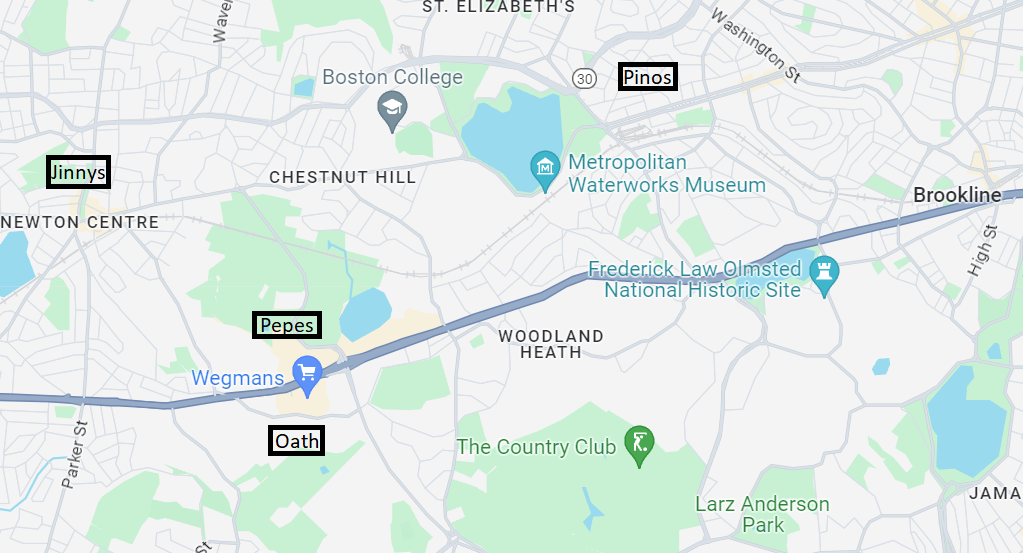 ST. ELIZABETH'S
Waver
Washington St
Boston College
30
Pinos
Jinnys
CHESTNUT HILL
Metropolitan
Waterworks Museum
Brookline
NEWTON CENTRE
High St
Frederick Law Olmsted
National Historic Site
Pepes
WOODLAND
HEATH
Wegmans
Oath
The Country Club
Parker St
JAMA
Larz Anderson
Park
St